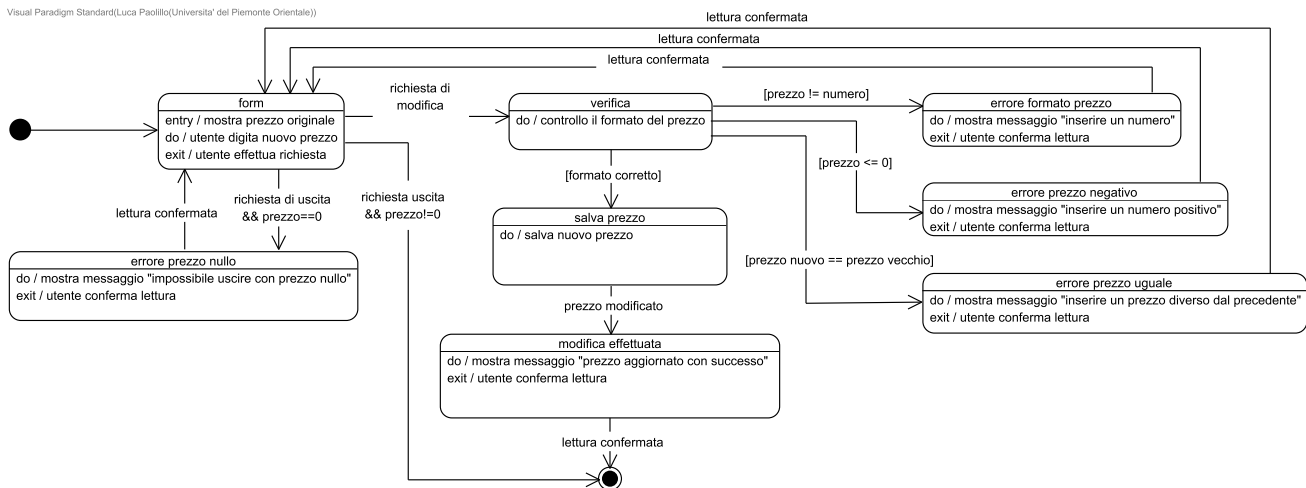 Visual Paradigm Standard(Luca Paolillo(Universita' del Piemonte Orientale))
lettura confermata
lettura confermata
lettura confermata
form
entry / mostra prezzo originale
do / utente digita nuovo prezzo
exit / utente effettua richiesta
richiesta di
modifica
verifica
do / controllo il formato del prezzo
[prezzo != numero]
errore formato prezzo
do / mostra messaggio "inserire un numero"
exit / utente conferma lettura
[prezzo <= 0]
errore prezzo negativo
do / mostra messaggio "inserire un numero positivo"
exit / utente conferma lettura
[formato corretto]
lettura confermata
richiesta di uscita
&& prezzo==0
richiesta uscita
&& prezzo!=0
salva prezzo
do / salva nuovo prezzo
errore prezzo nullo
do / mostra messaggio "impossibile uscire con prezzo nullo"
exit / utente conferma lettura
[prezzo nuovo == prezzo vecchio]
errore prezzo uguale
do / mostra messaggio "inserire un prezzo diverso dal precedente"
exit / utente conferma lettura
prezzo modificato
modifica effettuata
do / mostra messaggio "prezzo aggiornato con successo"
exit / utente conferma lettura
lettura confermata